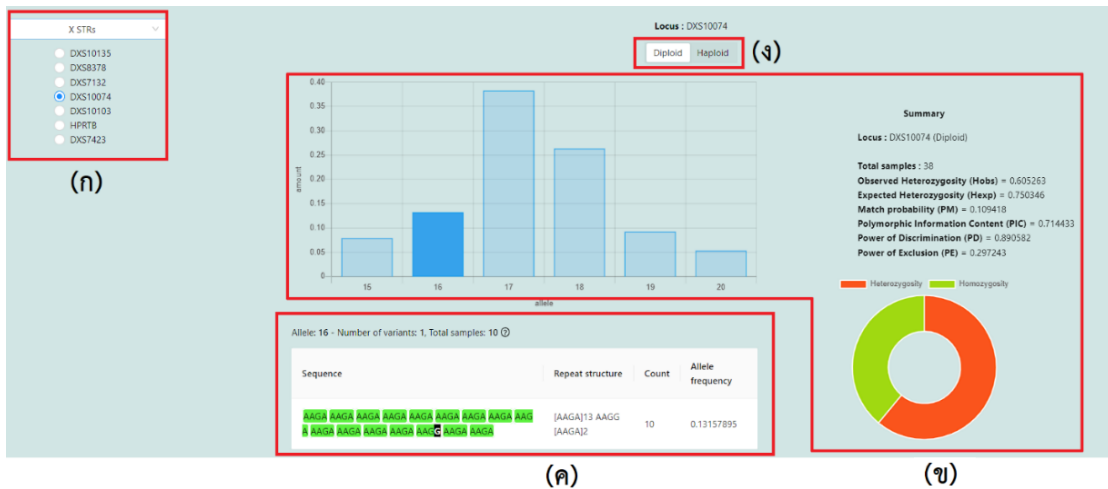 X STRs
DXS10135
DXS8378
DXS7132
DXS10074
DXS10103
HPRTB
DXS7423
(ก)
Locus : DXS10074
Diploid Haploid
(ง)
0.40
0.35
0.30
0.25
0.20
0.15
0.10
0.05
0
amount
15 16 17 18 19 20
allele
Summary
Locus : DXS10074 (Diploid)
Total samples : 38
Observed Heterozygosity (Hobs) = 0.605263
Expected Heterozygosity (Hexp) = 0.750346
Match probability (PM) = 0.109418
Polymorphic Information Content (PIC) = 0.714433
Power of Discrimination (PD) = 0.890582
Power of Exclusion (PE) = 0.297243
Heterozygosity Homozygosity
(ข)
Allele: 16 - Number of variants: 1, Total samples: 10 ?
Sequence Repeat structure Count Allele frequency
AAGA AAGA AAGA AAGA AAGA AAGA AAGA AAGA AAG
A AAGA AAGA AAGA AAGA AAGG AAGA AAGA
[AAGA]13 AAGG
[AAGA]2
10
0.13157895
(ค)